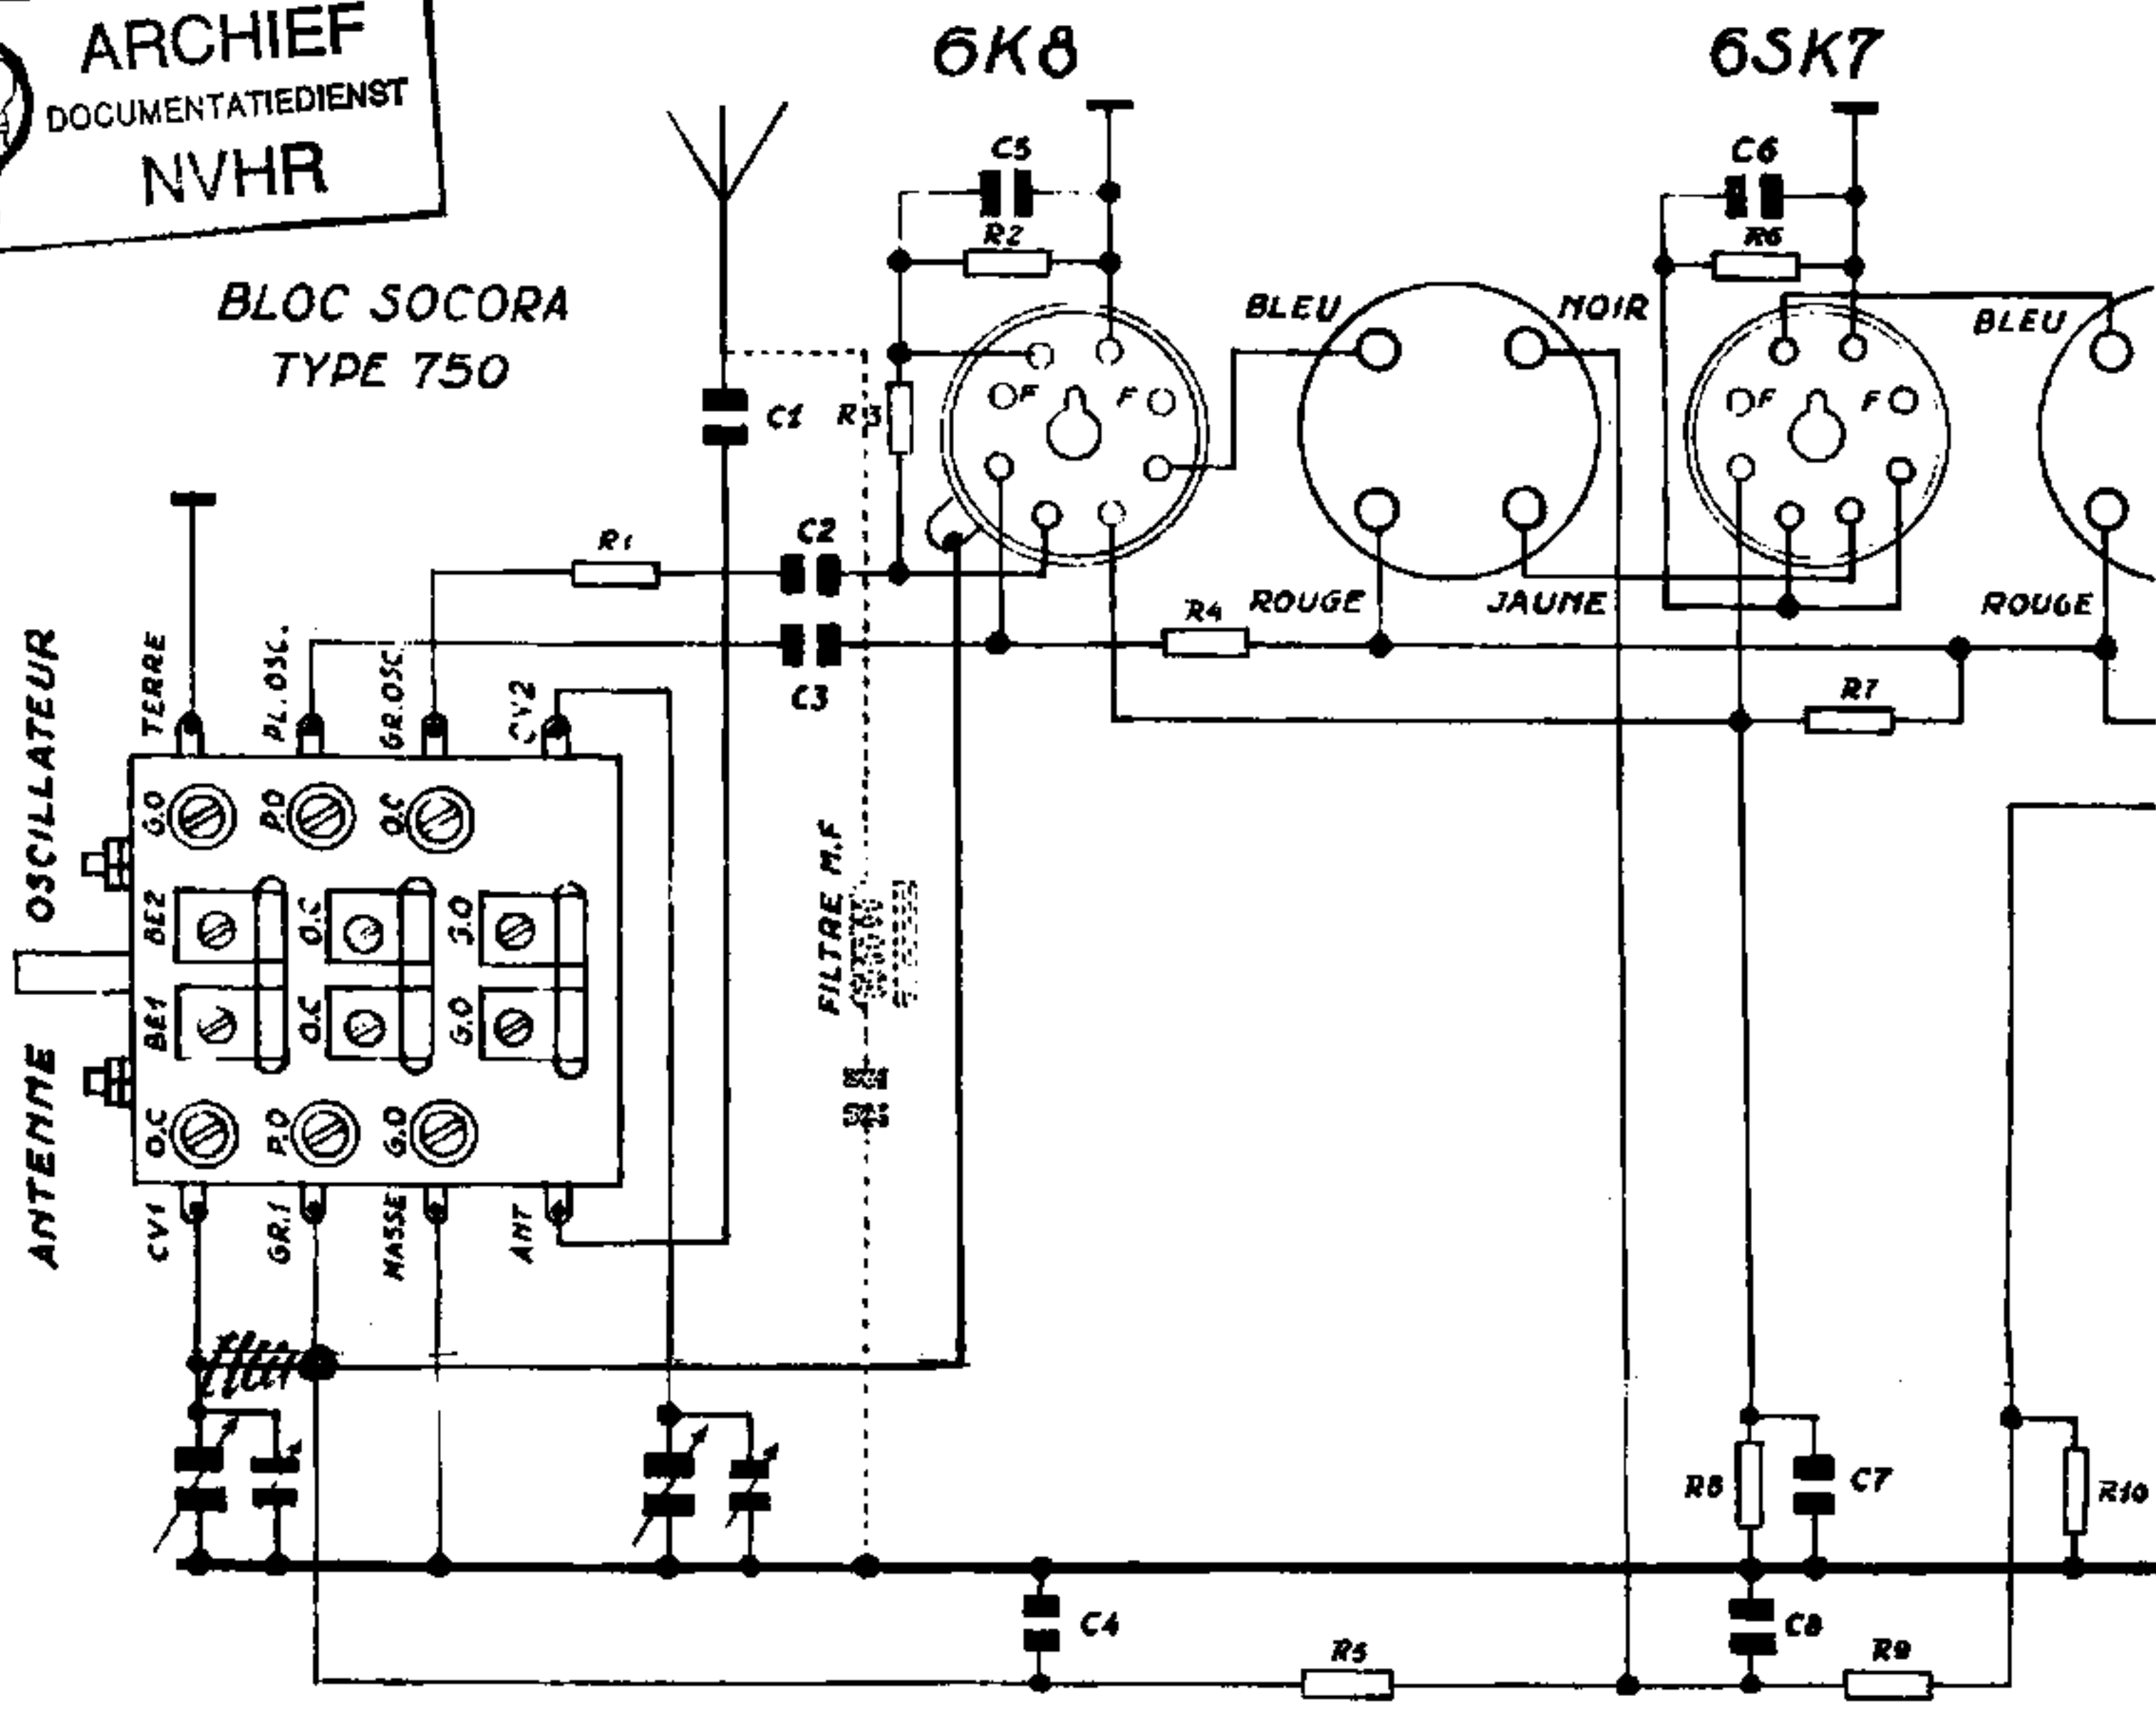 ARCHIEF
DOCUMENTATIEDIENST
NVHR
6K8
6SK7
BLOC SOCORA
TYPE 750
C5
R2
C6
R6
BLEU
NOIR
BLEU
C1
R3
F
F
F
F
R1
C2
C3
R4
ROUGE
JAUNE
ROUGE
R7
OSCILLATEUR
ANTENNE
TERRE
PL.OSC.
GR.OSC.
CV2
G.O
P.O
O.C
BE2
O.C
G.O
BE1
O.C
G.O
O.C
P.O
G.O
CV1
GR.1
MASSE
ANT
FILTRE M.F
R8
C7
R10
C4
R5
C8
R9